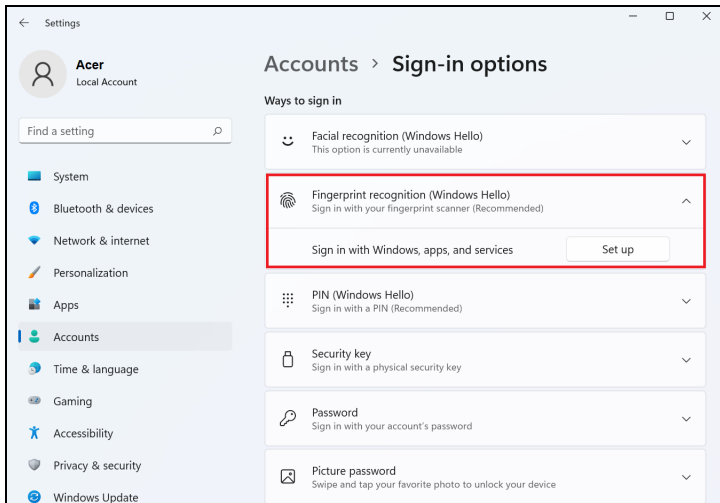 Settings
Acer
Local Account
Find a setting
System
Bluetooth & devices
Network & internet
Personalization
Apps
Accounts
Time & language
Gaming
Accessibility
Privacy & security
Windows Update
Accounts > Sign-in options
Ways to sign in
Facial recognition (Windows Hello)
This option is currently unavailable
Fingerprint recognition (Windows Hello)
Sign in with your fingerprint scanner (Recommended)
Sign in with Windows, apps, and services
Set up
PIN (Windows Hello)
Sign in with a PIN (Recommended)
Security key
Sign in with a physical security key
Password
Sign in with your account's password
Picture password
Swipe and tap your favorite photo to unlock your device